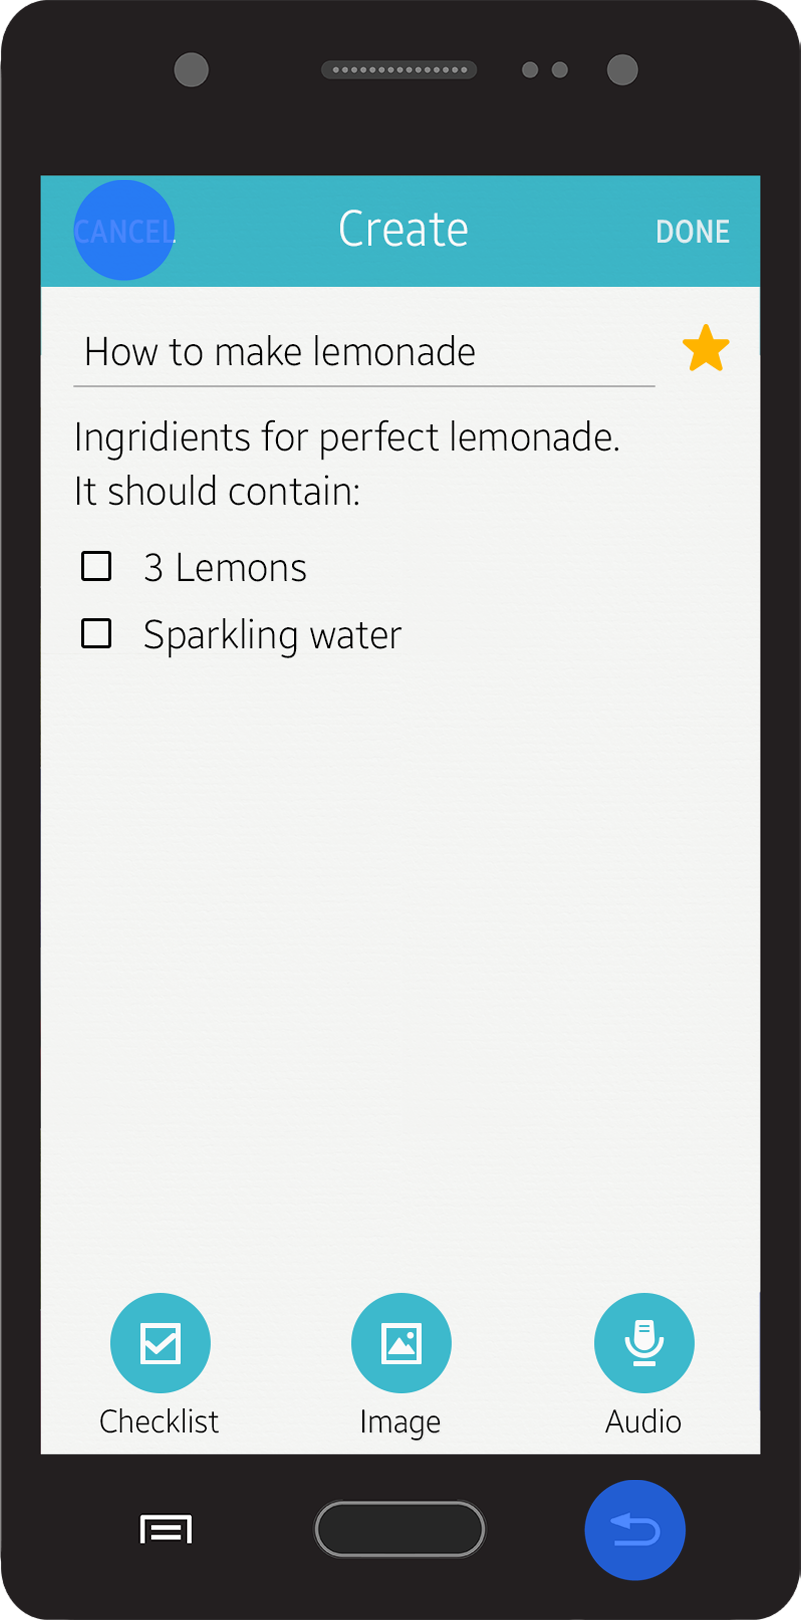 CANCEL Create DONE
How to make lemonade
Ingridients for perfect lemonade.
It should contain:
3 Lemons
Sparkling water
Checklist Image Audio